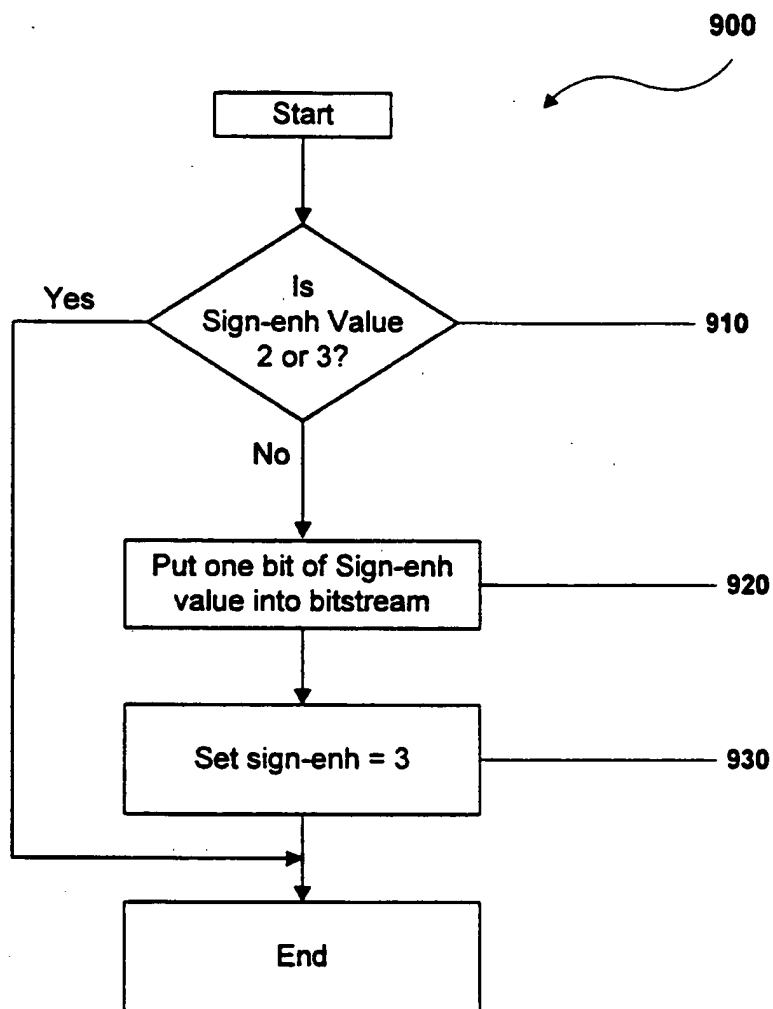 900
Start
Is
Sign-enh Value
2 or 3?
Yes
910
No
Put one bit of Sign-enh
value into bitstream
920
Set sign-enh = 3
930
End